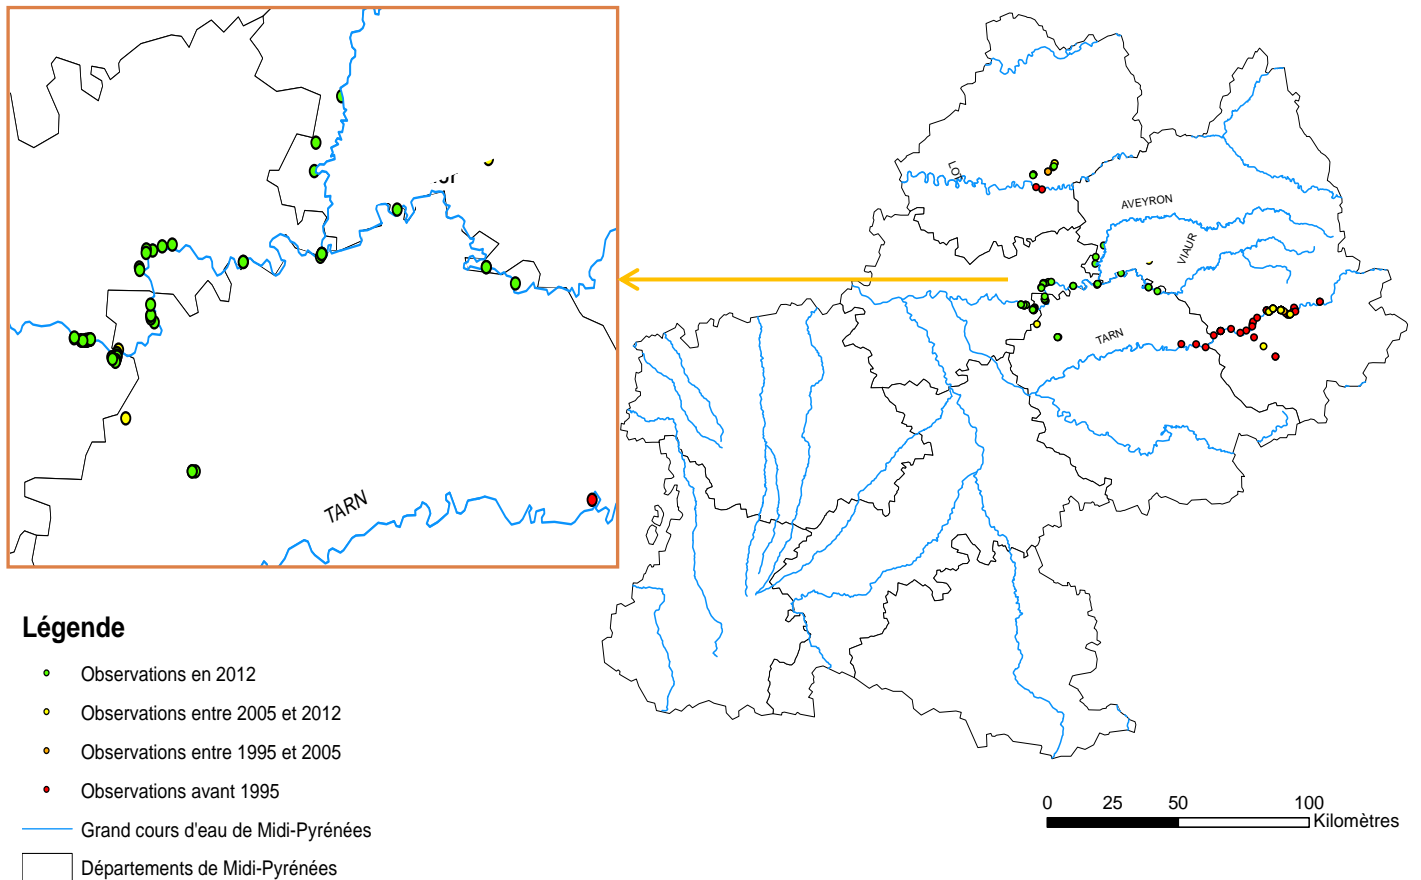 TARN
LOT
AVEYRON
VIAUR
TARN
Légende
Observations en 2012
Observations entre 2005 et 2012
Observations entre 1995 et 2005
Observations avant 1995
Grand cours d'eau de Midi-Pyrénées
Départements de Midi-Pyrénées
0 25 50 100
Kilomètres